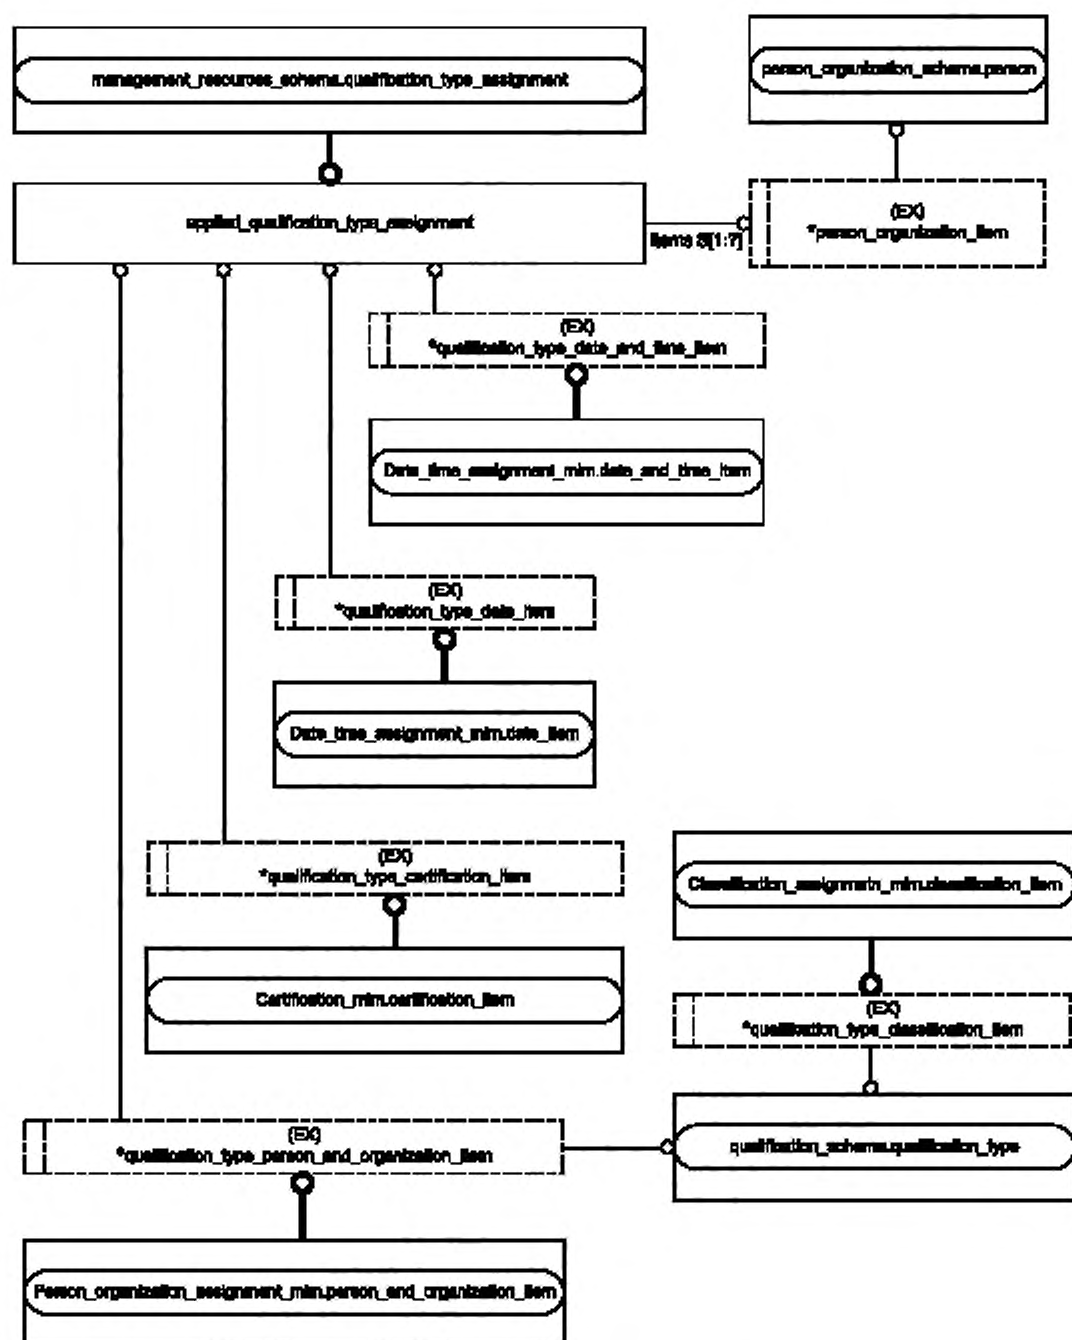 management_resources_schema.qualification_type_assignment
person_organization_schema.person
applied_qualification_type_assignment
items S[1:?]
(EX)
*person_organization_item
(EX)
*qualification_type_date_and_time_item
Date_time_assignment_mim.date_and_time_item
(EX)
*qualification_type_date_item
Date_time_assignment_mim.date_item
(EX)
*qualification_type_certification_item
Certification_mim.certification_item
Classification_assignmetn_mim.classification_item
(EX)
*qualification_type_classification_item
qualification_schema.qualification_type
(EX)
*qualification_type_person_and_organization_item
Person_organization_assignment_mim.person_and_organization_item